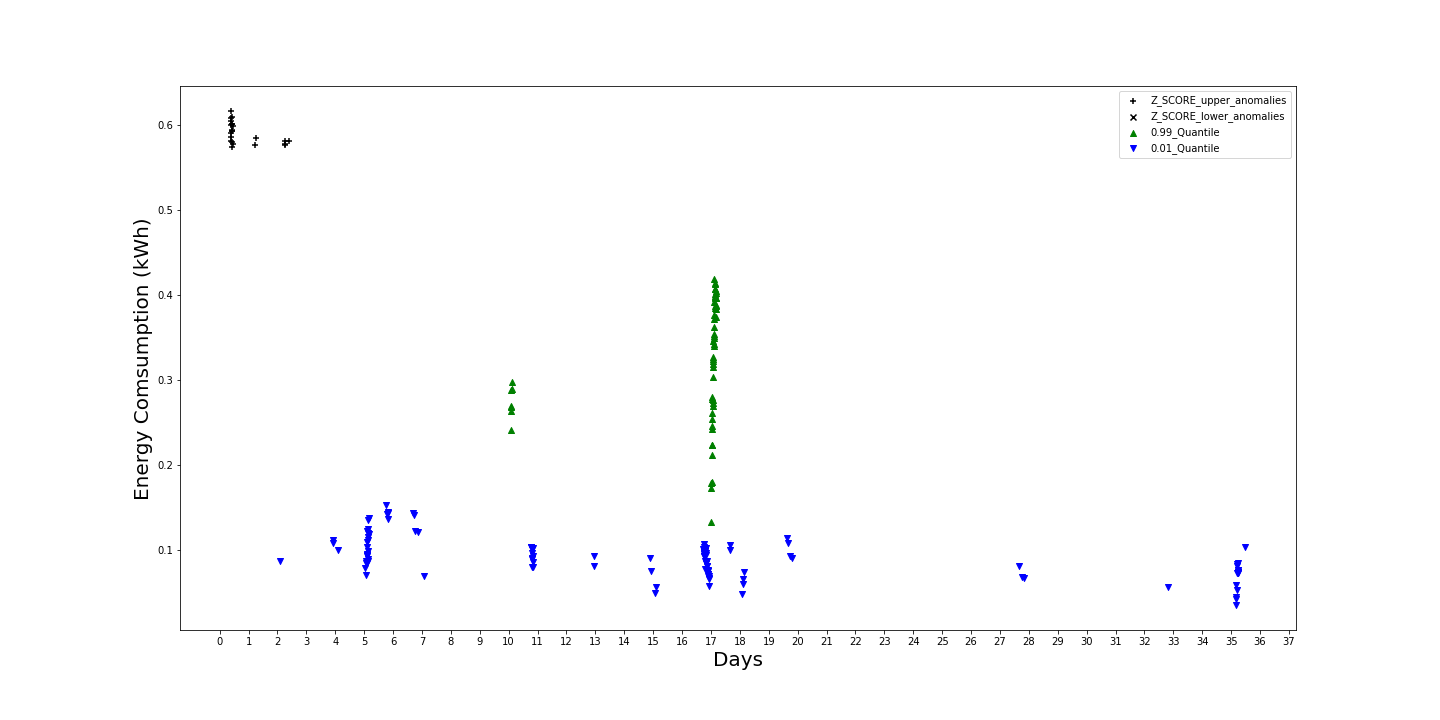 Z_SCORE_upper_anomalies
Z_SCORE_lower_anomalies
0.99_Quantile
0.01_Quantile
0.6
0.5
0.4
0.3
0.2
0.1
Energy Comsumption (kWh)
0 1 2 3 4 5 6 7 8 9 10 11 12 13 14 15 16 17 18 19 20 21 22 23 24 25 26 27 28 29 30 31 32 33 34 35 36 37
Days